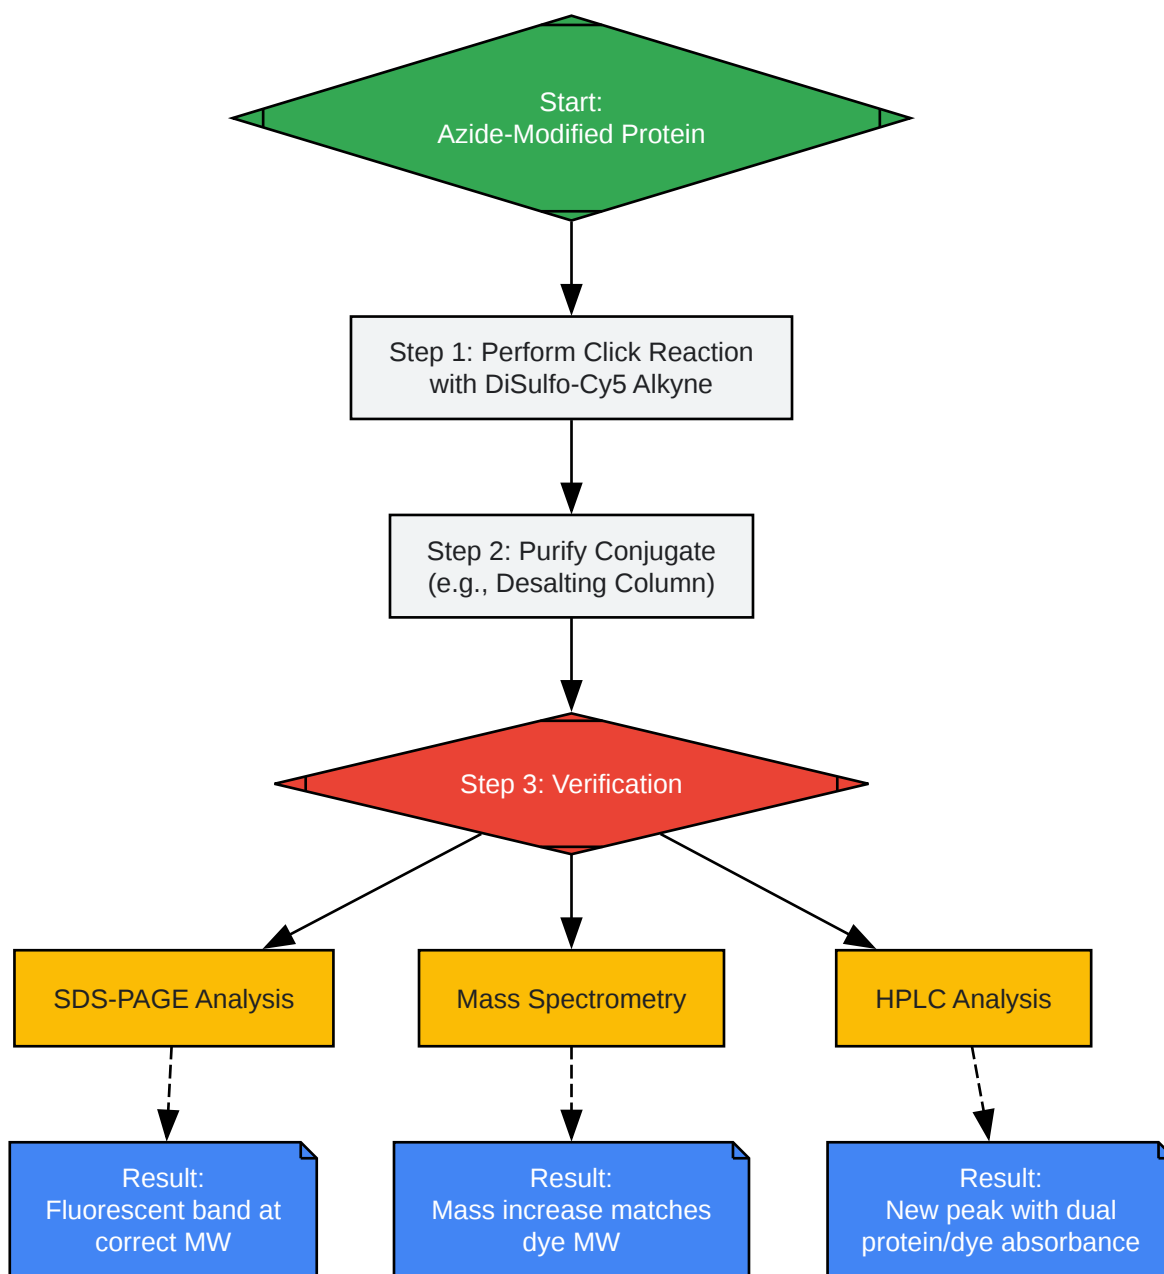 Start:
Azide-Modified Protein
Step 1: Perform Click Reaction
with DiSulfo-Cy5 Alkyne
Step 2: Purify Conjugate
(e.g., Desalting Column)
Step 3: Verification
SDS-PAGE Analysis
Mass Spectrometry
HPLC Analysis
Result:
Fluorescent band at
correct MW
Result:
Mass increase matches
dye MW
Result:
New peak with dual
protein/dye absorbance